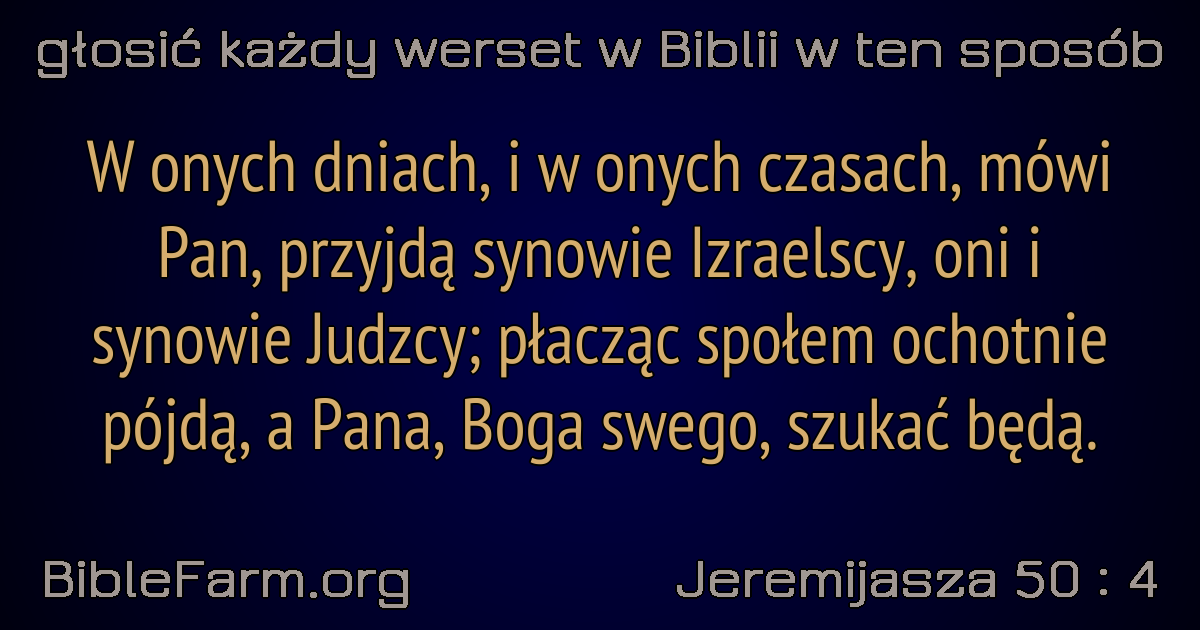 głosić każdy werset w Biblii w ten sposób
W onych dniach, i w onych czasach, mówi
Pan, przyjdą synowie Izraelscy, oni i
synowie Judzcy; płacząc społem ochotnie
pójdą, a Pana, Boga swego, szukać będą.
BibleFarm.org
Jeremijasza 50 : 4